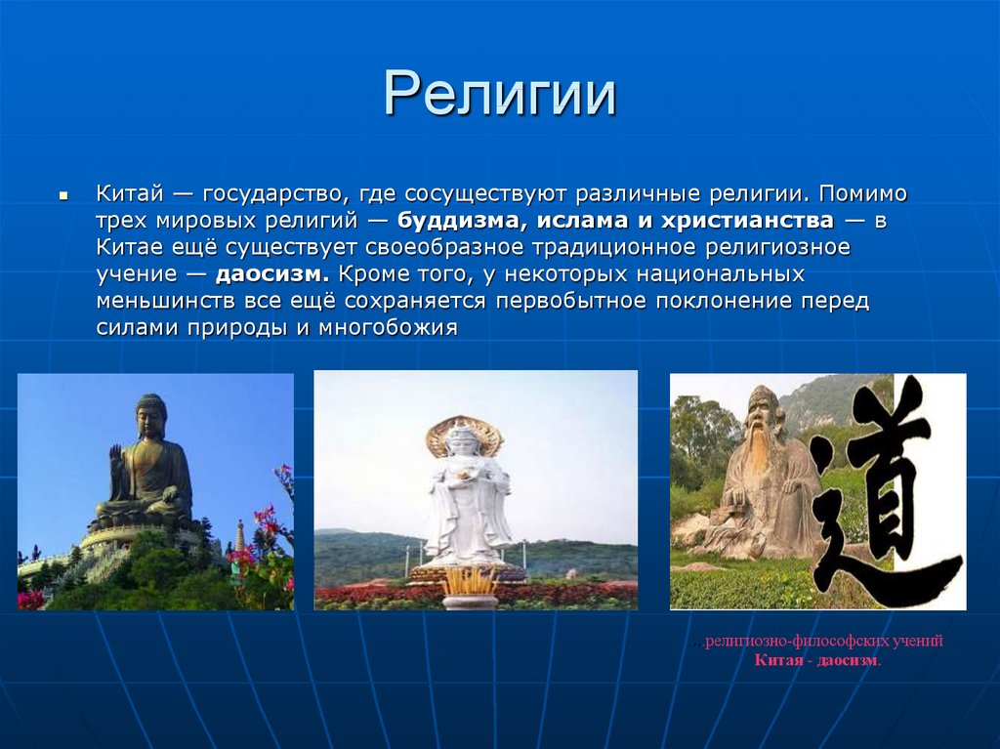 Религии
Китай — государство, где сосуществуют различные религии. Помимо
трех мировых религий — буддизма, ислама и христианства — в
Китае ещё существует своеобразное традиционное религиозное
учение — даосизм. Кроме того, у некоторых национальных
меньшинств все ещё сохраняется первобытное поклонение перед
силами природы и многобожия
道
...религиозно-философских учений
Китая - даосизм.